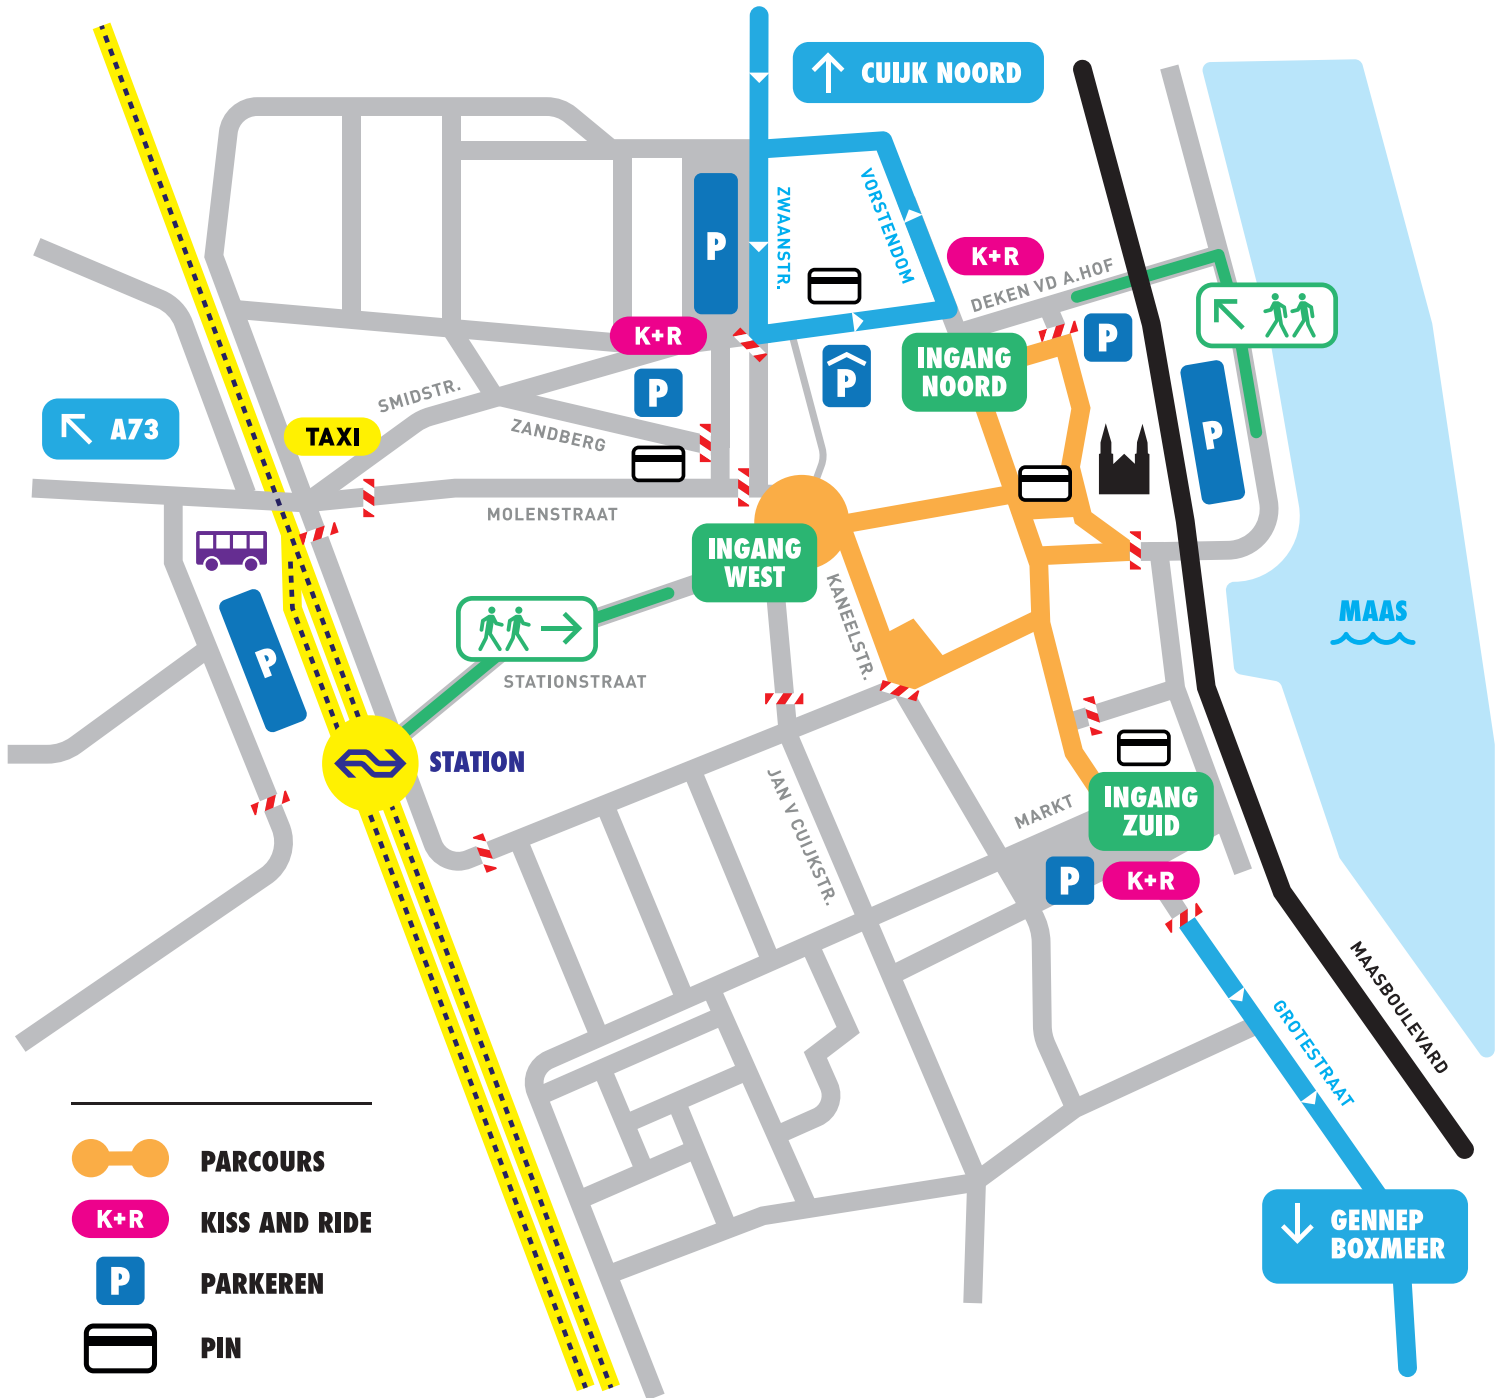 CUIJK NOORD
ZWAANSTR.
VORSTENDOM
P
K+R
DEKEN VD A.HOF
K+R
P
INGANG
NOORD
P
P
SMIDSTR.
P
A73
TAXI
ZANDBERG
MOLENSTRAAT
INGANG
WEST
KANEELSTR.
MAAS
P
STATIONSTRAAT
STATION
JAN V CUIJKSTR.
MARKT
INGANG
ZUID
P
K+R
MAASBOULEVARD
GROTESTRAAT
GENNEP
BOXMEER
PARCOURS
K+R
KISS AND RIDE
P
PARKEREN
PIN